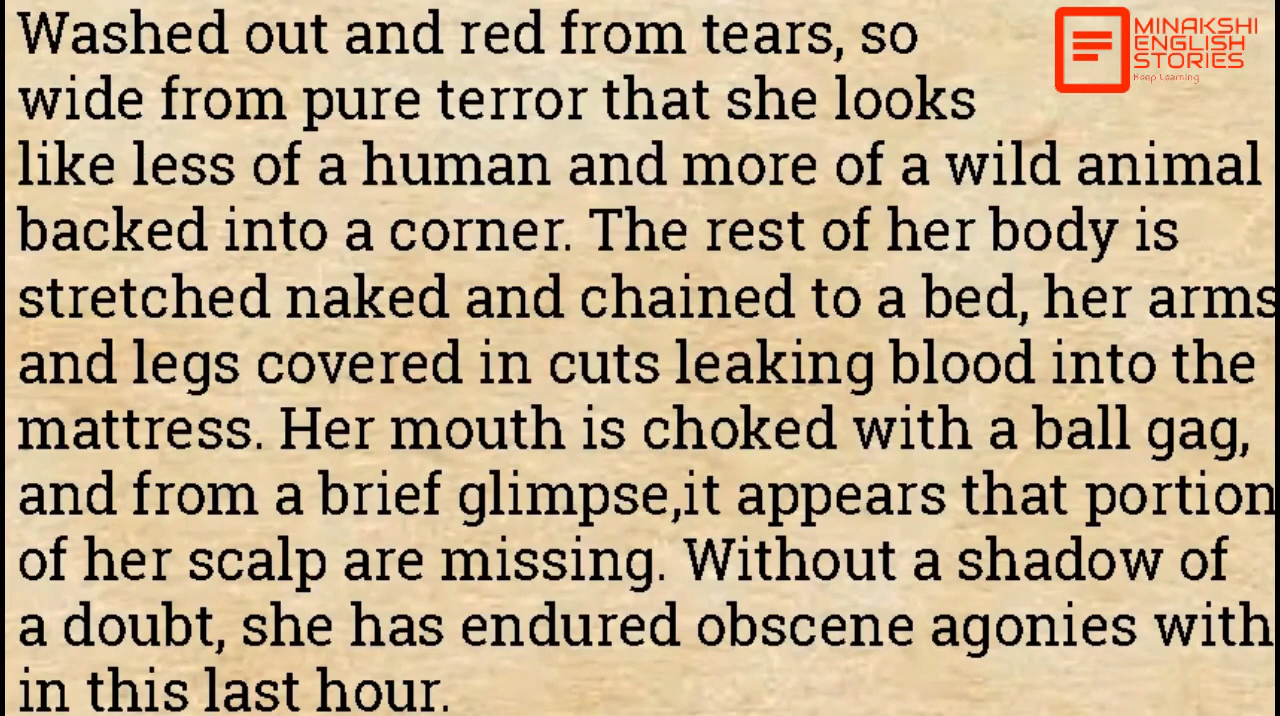 Washed out and red from tears, so
wide from pure terror that she looks
like less of a human and more of a wild animal
backed into a corner. The rest of her body is
stretched naked and chained to a bed, her arms
and legs covered in cuts leaking blood into the
mattress. Her mouth is choked with a ball gag,
and from a brief glimpse,it appears that portion
of her scalp are missing. Without a shadow of
a doubt, she has endured obscene agonies with
in this last hour.
MINAKSHI
ENGLISH
STORIES
Keep Learning